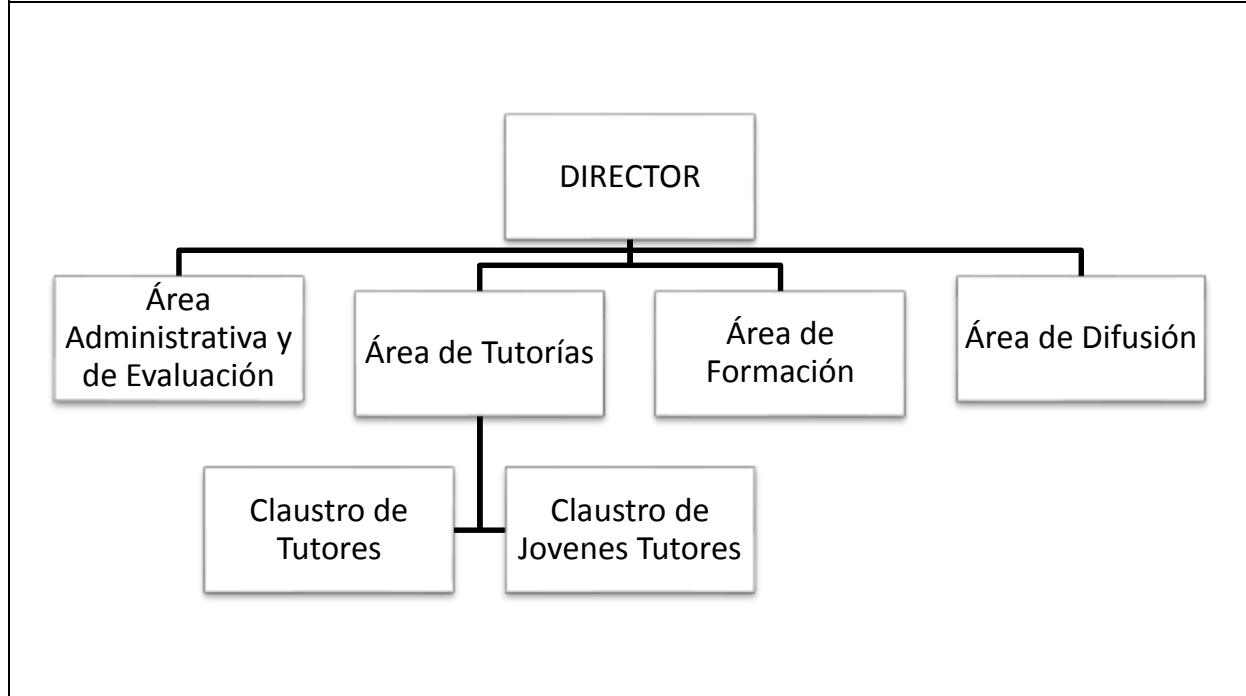 DIRECTOR
Área
Administrativa y
de Evaluación
Área de Tutorías
Área de
Formación
Área de Difusión
Claustro de
Tutores
Claustro de
Jovenes Tutores